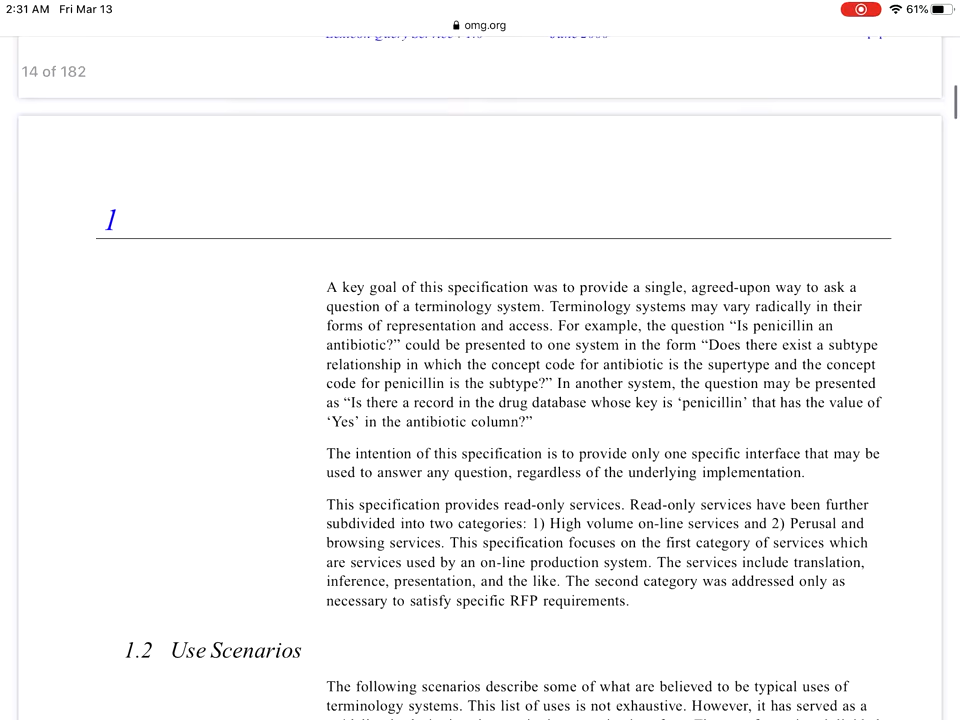 2:31 AM Fri Mar 13
61%
omg.org
14 of 182
1
A key goal of this specification was to provide a single, agreed-upon way to ask a
question of a terminology system. Terminology systems may vary radically in their
forms of representation and access. For example, the question “Is penicillin an
antibiotic?” could be presented to one system in the form “Does there exist a subtype
relationship in which the concept code for antibiotic is the supertype and the concept
code for penicillin is the subtype?” In another system, the question may be presented
as “Is there a record in the drug database whose key is ‘penicillin’ that has the value of
‘Yes’ in the antibiotic column?”
The intention of this specification is to provide only one specific interface that may be
used to answer any question, regardless of the underlying implementation.
This specification provides read-only services. Read-only services have been further
subdivided into two categories: 1) High volume on-line services and 2) Perusal and
browsing services. This specification focuses on the first category of services which
are services used by an on-line production system. The services include translation,
inference, presentation, and the like. The second category was addressed only as
necessary to satisfy specific RFP requirements.
1.2 Use Scenarios
The following scenarios describe some of what are believed to be typical uses of
terminology systems. This list of uses is not exhaustive. However, it has served as a